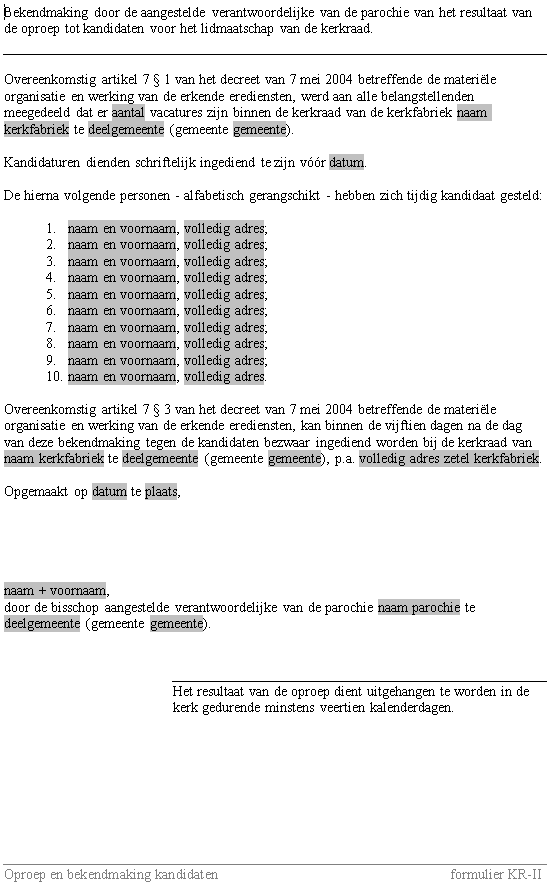 Bekendmaking door de aangestelde verantwoordelijke van de parochie van het resultaat van
de oproep tot kandidaten voor het lidmaatschap van de kerkraad.
Overeenkomstig artikel 7 § 1 van het decreet van 7 mei 2004 betreffende de materiële
organisatie en werking van de erkende erediensten, werd aan alle belangstellenden
meegedeeld dat er aantal vacatures zijn binnen de kerkraad van de kerkfabriek naam
kerkfabriek te deelgemeente (gemeente gemeente).
Kandidaturen dienden schriftelijk ingediend te zijn vóór datum.
De hierna volgende personen - alfabetisch gerangschikt - hebben zich tijdig kandidaat gesteld:
1. naam en voornaam, volledig adres;
2. naam en voornaam, volledig adres;
3. naam en voornaam, volledig adres;
4. naam en voornaam, volledig adres;
5. naam en voornaam, volledig adres;
6. naam en voornaam, volledig adres;
7. naam en voornaam, volledig adres;
8. naam en voornaam, volledig adres;
9. naam en voornaam, volledig adres;
10. naam en voornaam, volledig adres.
Overeenkomstig artikel 7 § 3 van het decreet van 7 mei 2004 betreffende de materiële
organisatie en werking van de erkende erediensten, kan binnen de vijftien dagen na de dag
van deze bekendmaking tegen de kandidaten bezwaar ingediend worden bij de kerkraad van
naam kerkfabriek te deelgemeente (gemeente gemeente), p.a. volledig adres zetel kerkfabriek.
Opgemaakt op datum te plaats,
naam + voornaam,
door de bisschop aangestelde verantwoordelijke van de parochie naam parochie te
deelgemeente (gemeente gemeente).
Het resultaat van de oproep dient uitgehangen te worden in de
kerk gedurende minstens veertien kalenderdagen.
Oproep en bekendmaking kandidaten formulier KR-II